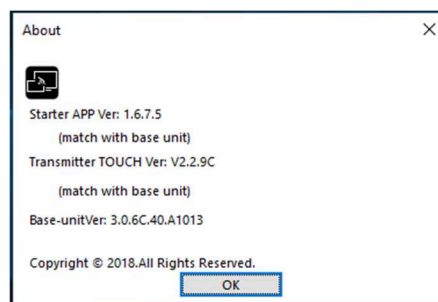 About
Starter APP Ver: 1.6.7.5
(match with base unit)
Transmitter TOUCH Ver: V2.2.9C
(match with base unit)
Base-unitVer: 3.0.6C.40.A1013
Copyright © 2018.All Rights Reserved.
OK